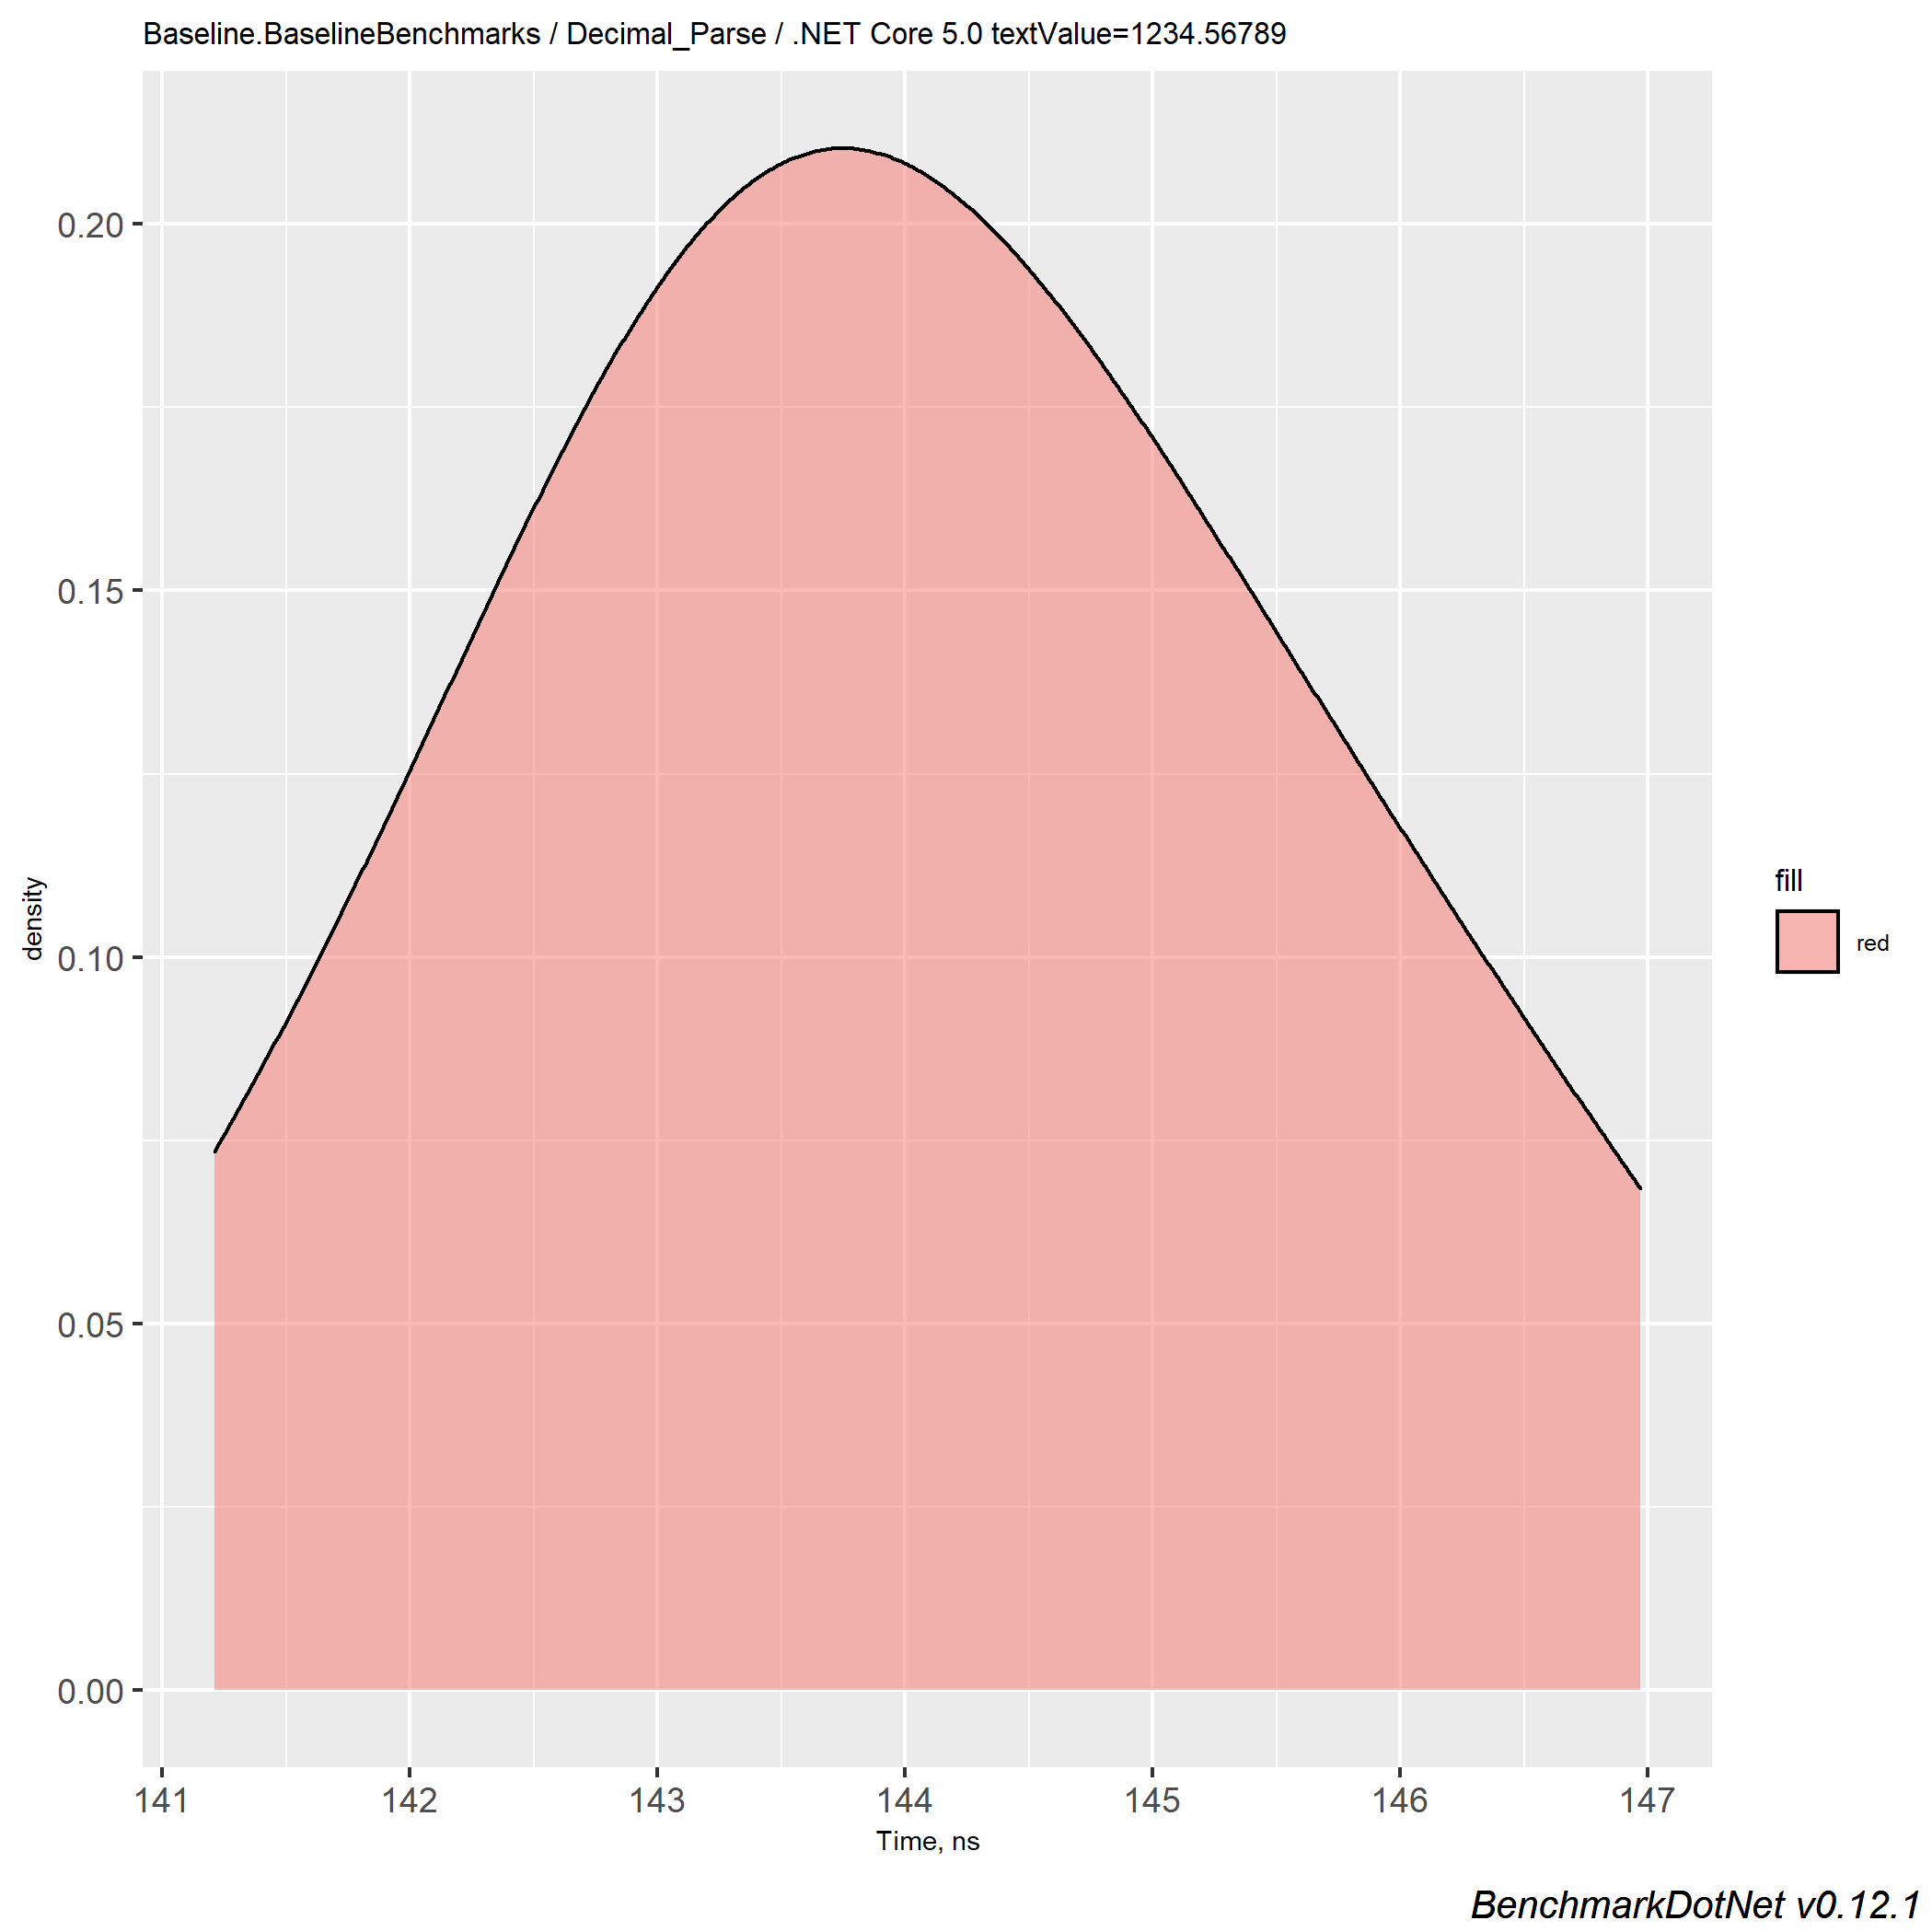 Baseline.BaselineBenchmarks / Decimal_Parse / .NET Core 5.0 textValue=1234.56789
0.20
0.15
0.10
0.05
0.00
density
141 142 143 144 145 146 147
Time, ns
fill
red
BenchmarkDotNet v0.12.1